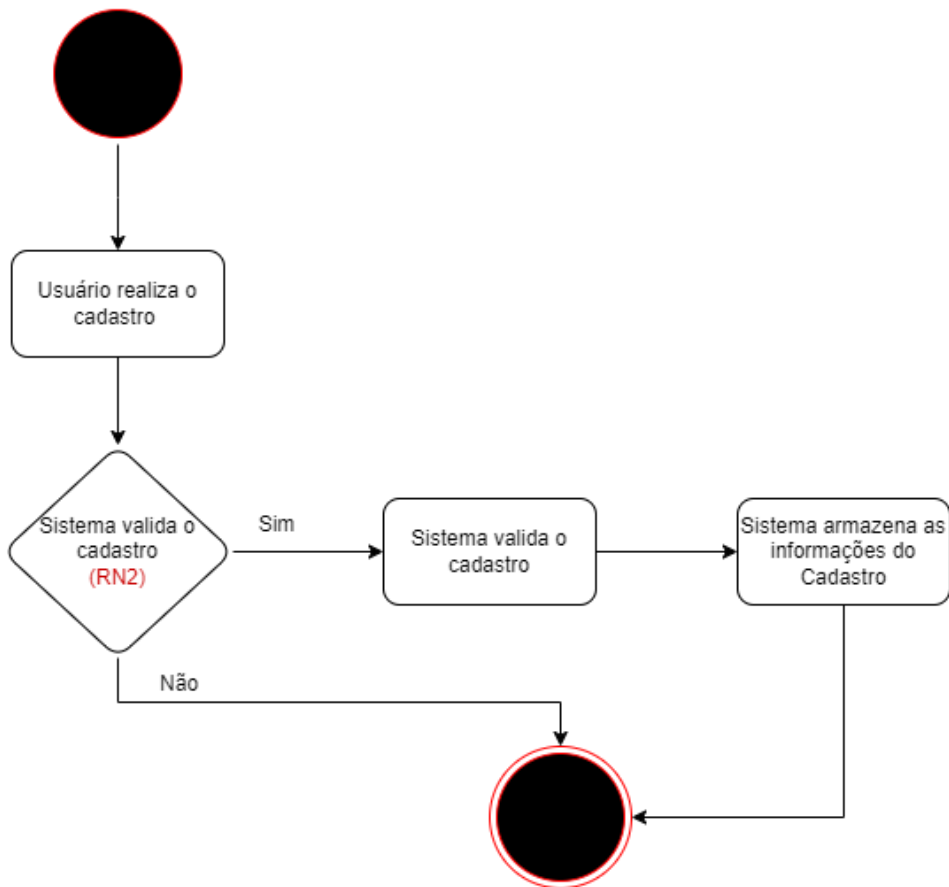 Usuário realiza o
cadastro
Sistema valida o
cadastro
(RN2)
Sim
Sistema valida o
cadastro
Sistema armazena as
informações do
Cadastro
Não